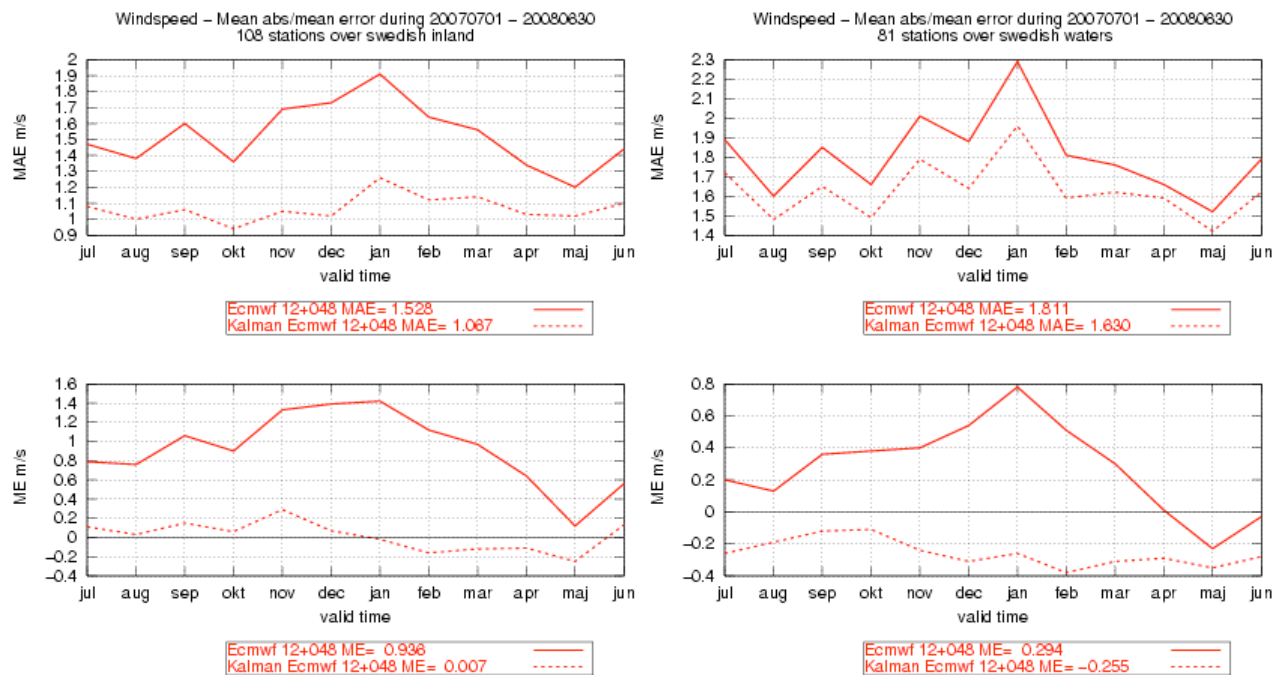 Windspeed – Mean abs/mean error during 20070701 – 20080630
108 stations over swedish inland
2
1.9
1.8
1.7
1.6
1.5
1.4
1.3
1.2
1.1
1
0.9
MAE m/s
jul aug sep okt nov dec jan feb mar apr maj jun
valid time
Ecmwf 12+048 MAE= 1.528
Kalman Ecmwf 12+048 MAE= 1.067
Windspeed – Mean abs/mean error during 20070701 – 20080630
81 stations over swedish waters
2.3
2.2
2.1
2
1.9
1.8
1.7
1.6
1.5
1.4
MAE m/s
jul aug sep okt nov dec jan feb mar apr maj jun
valid time
Ecmwf 12+048 MAE= 1.811
Kalman Ecmwf 12+048 MAE= 1.630
1.6
1.4
1.2
1
0.8
0.6
0.4
0.2
0
−0.2
−0.4
ME m/s
jul aug sep okt nov dec jan feb mar apr maj jun
valid time
Ecmwf 12+048 ME= 0.936
Kalman Ecmwf 12+048 ME= 0.007
0.8
0.6
0.4
0.2
0
−0.2
−0.4
ME m/s
jul aug sep okt nov dec jan feb mar apr maj jun
valid time
Ecmwf 12+048 ME= 0.294
Kalman Ecmwf 12+048 ME= −0.255